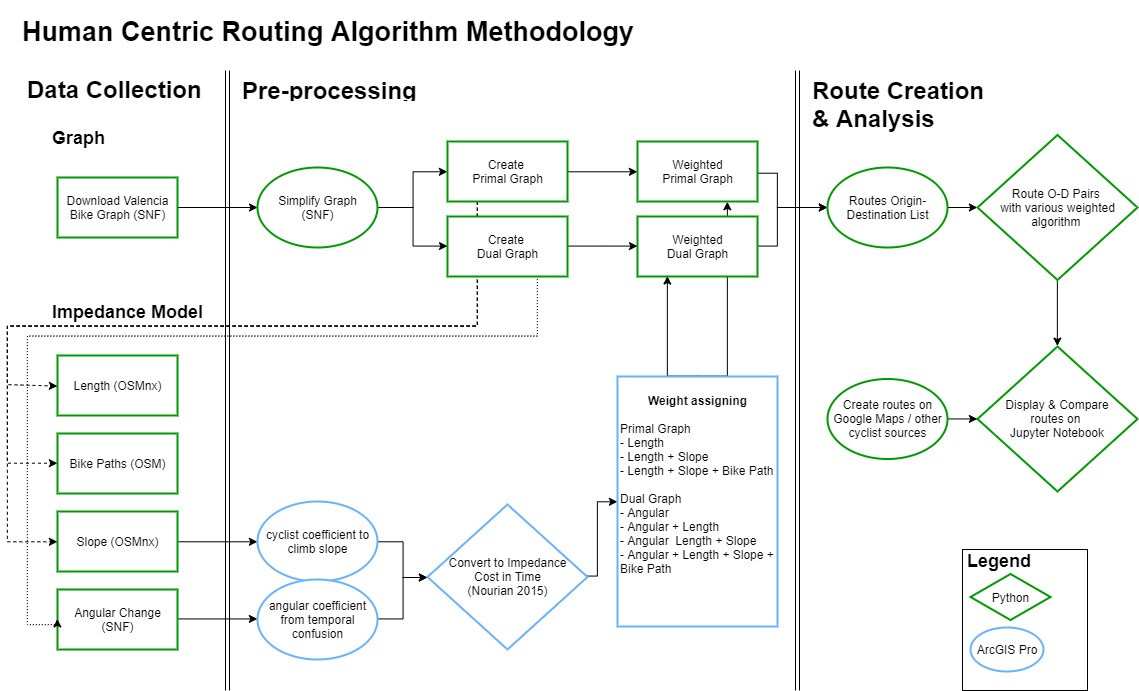 Human Centric Routing Algorithm Methodology
Data Collection
Pre-processing
Route Creation
& Analysis
Graph
Download Valencia
Bike Graph (SNF)
Simplify Graph
(SNF)
Create
Primal Graph
Create
Dual Graph
Weighted
Primal Graph
Weighted
Dual Graph
Routes Origin-
Destination List
Route O-D Pairs
with various weighted
algorithm
Impedance Model
Length (OSMnx)
Bike Paths (OSM)
Slope (OSMnx)
Angular Change
(SNF)
cyclist coefficient to
climb slope
angular coefficient
from temporal
confusion
Convert to Impedance
Cost in Time
(Nourian 2015)
Weight assigning
Primal Graph
- Length
- Length + Slope
- Length + Slope + Bike Path
Dual Graph
- Angular
- Angular + Length
- Angular  Length + Slope
- Angular + Length + Slope +
Bike Path
Create routes on
Google Maps / other
cyclist sources
Display & Compare
routes on
Jupyter Notebook
Legend
Python
ArcGIS Pro